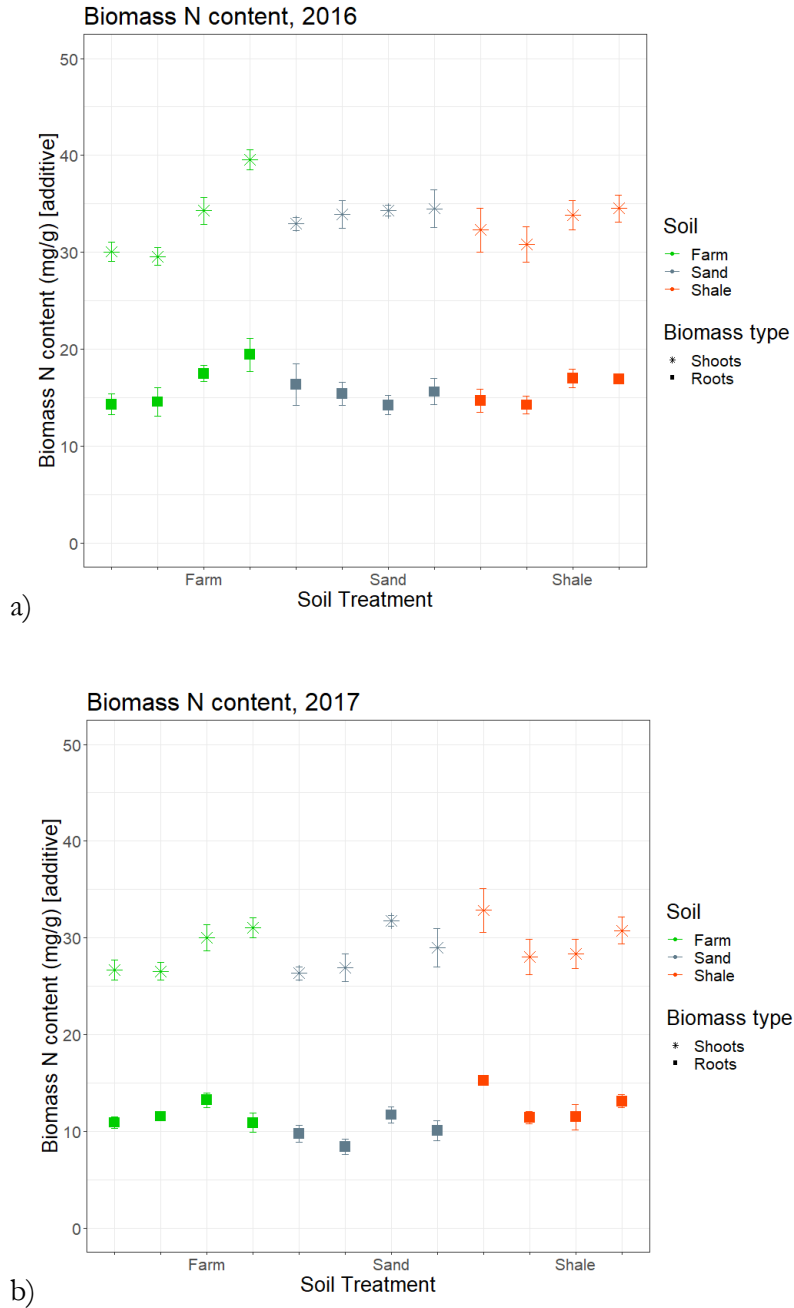 Biomass N content, 2016
Biomass N content (mg/g) [additive]
50
40
30
20
10
0
Farm Sand Shale
Soil Treatment
Soil
Farm
Sand
Shale
Biomass type
Shoots
Roots
a)
Biomass N content, 2017
Biomass N content (mg/g) [additive]
50
40
30
20
10
0
Farm Sand Shale
Soil Treatment
Soil
Farm
Sand
Shale
Biomass type
Shoots
Roots
b)